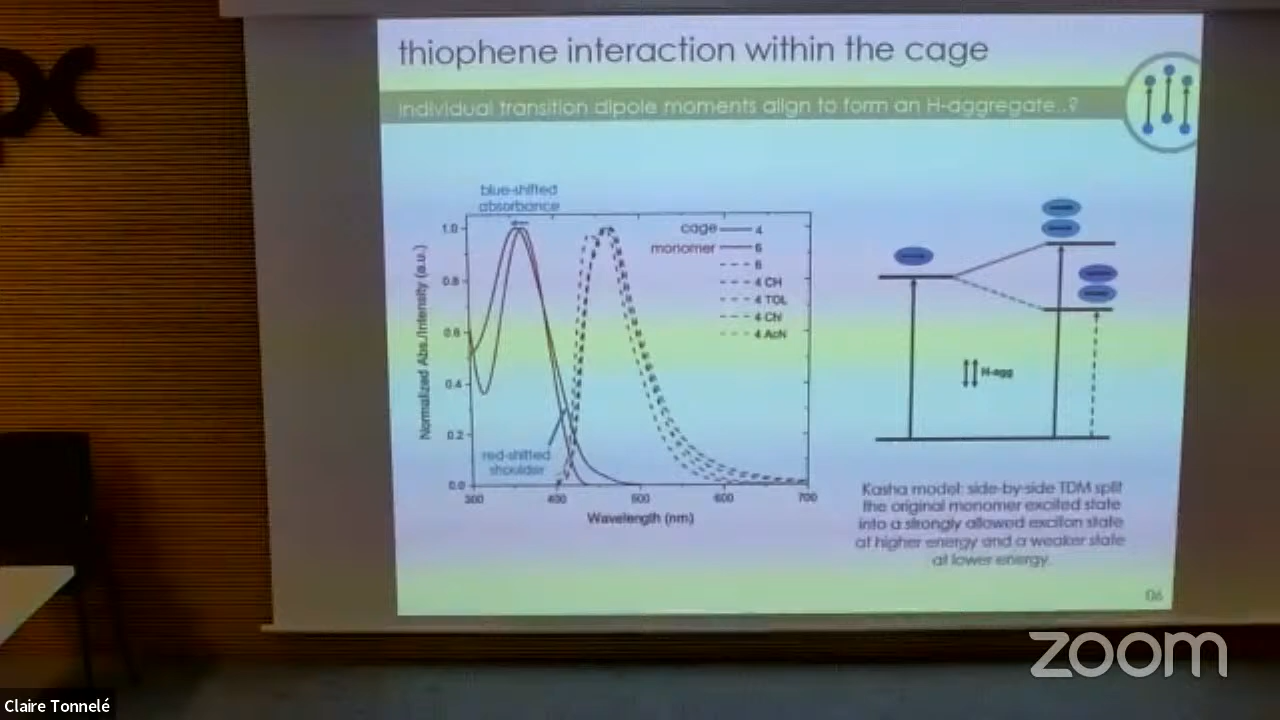 thiophene interaction within the cage
individual transition dipole moments align to form an H-aggregate..?
blue-shifted
absorbance
cage 4
monomer 6
6
4 CH
4 TOL
4 CN
4 AcN
1.0
0.8
0.6
0.4
0.2
0.0
300
400
500
600
700
Normalized Abs./Intensity (a.u.)
Wavelength (nm)
red-shifted
shoulder
H-agg
Kasha model: side-by-side TDM split
the original monomer excited state
into a strongly allowed exciton state
at higher energy and a weaker state
at lower energy.
06
zoom
Claire Tonnelé